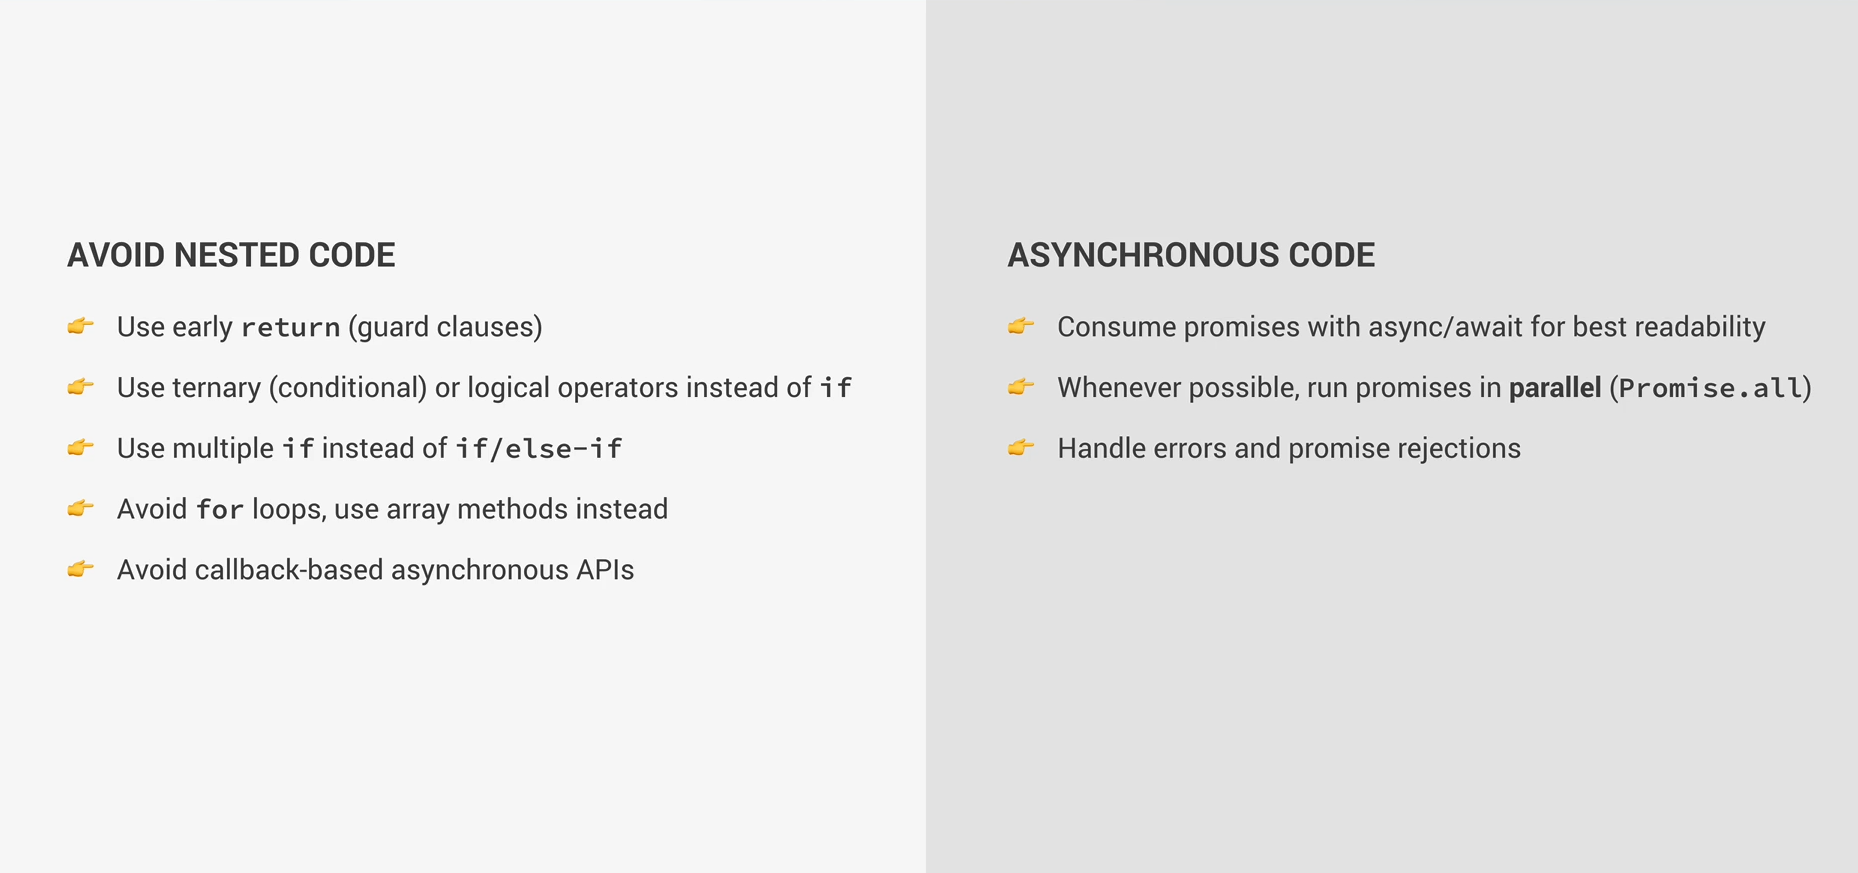 AVOID NESTED CODE
👉 Use early return (guard clauses)
👉 Use ternary (conditional) or logical operators instead of if
👉 Use multiple if instead of if/else-if
👉 Avoid for loops, use array methods instead
👉 Avoid callback-based asynchronous APIs
ASYNCHRONOUS CODE
👉 Consume promises with async/await for best readability
👉 Whenever possible, run promises in parallel (Promise.all)
👉 Handle errors and promise rejections